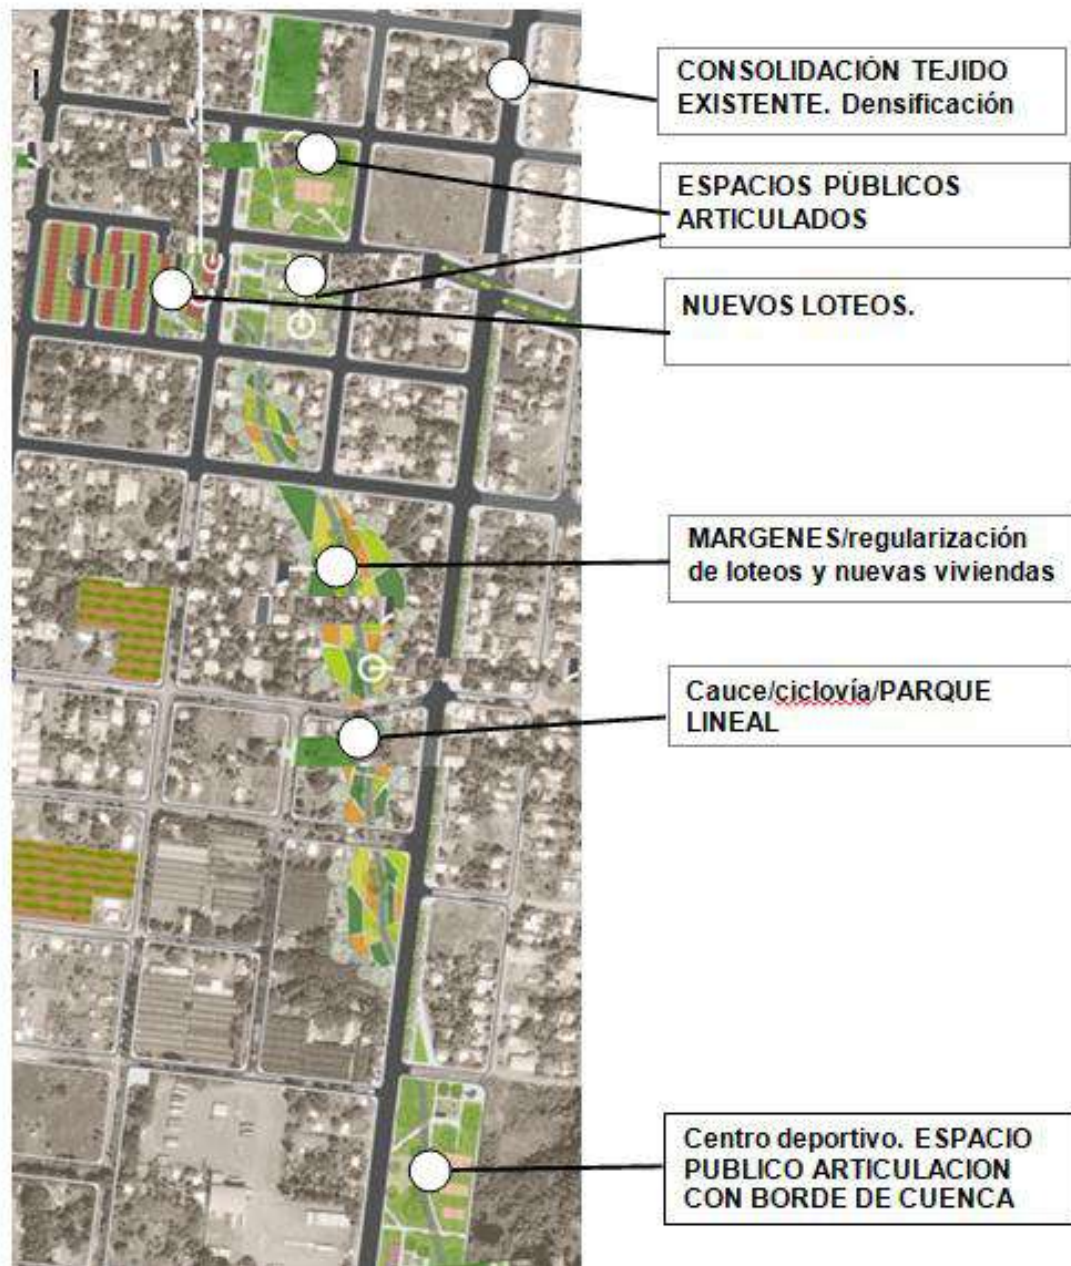 CONSOLIDACIÓN TEJIDO
EXISTENTE. Densificación
ESPACIOS PÚBLICOS
ARTICULADOS
NUEVOS LOTEOS.
MARGENES/regularización
de loteos y nuevas viviendas
Cauce/ciclovía/PARQUE
LINEAL
Centro deportivo. ESPACIO
PUBLICO ARTICULACION
CON BORDE DE CUENCA